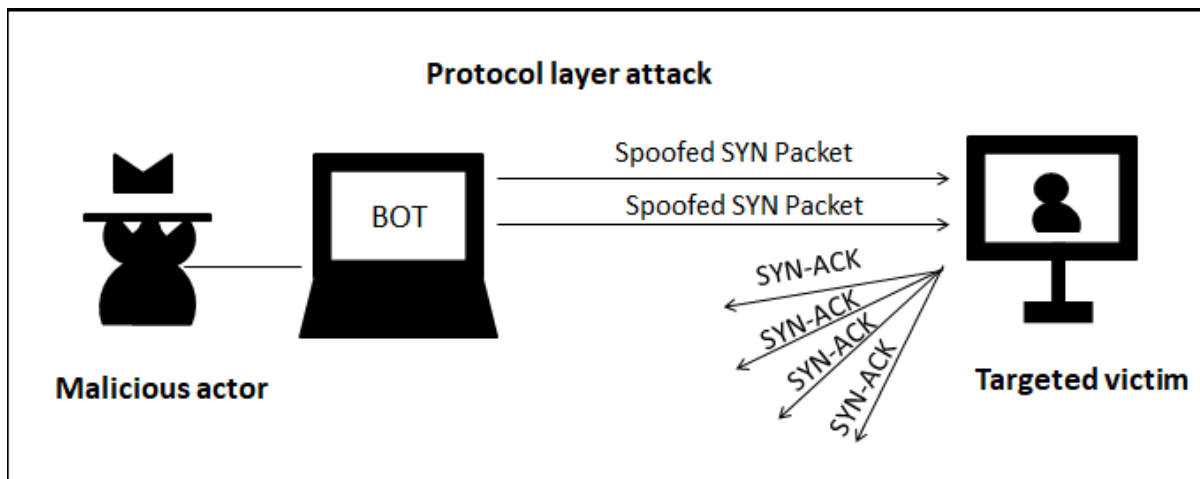 Protocol layer attack
Spoofed SYN Packet
BOT
Spoofed SYN Packet
SYN-ACK
SYN-ACK
SYN-ACK
SYN-ACK
Malicious actor
Targeted victim